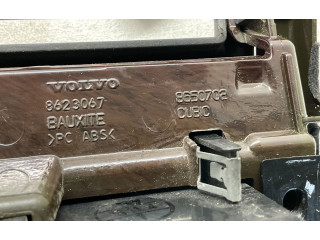 VOLVO
8623067
BAUXITE
>PC ABS<
8650702
CUBIC